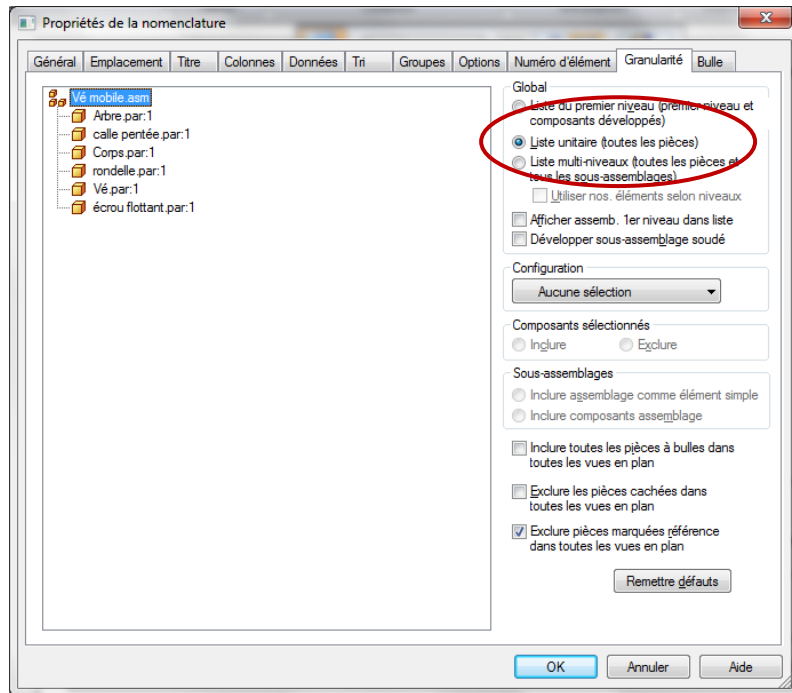 Propriétés de la nomenclature
Général Emplacement Titre Colonnes Données Tri Groupes Options Numéro d'élément Granularité Bulle
Vé mobile.asm
Arbre.par:1
calle pentée.par:1
Corps.par:1
rondelle.par:1
Vé.par:1
écrou flottant.par:1
Global
Liste du premier niveau (premier niveau et
composants développés)
Liste unitaire (toutes les pièces)
Liste multi-niveaux (toutes les pièces et
tous les sous-assemblages)
Utiliser nos. éléments selon niveaux
Afficher assemb. 1er niveau dans liste
Développer sous-assemblage soudé
Configuration
Aucune sélection
Composants sélectionnés
Inclure Exclure
Sous-assemblages
Inclure assemblage comme élément simple
Inclure composants assemblage
Inclure toutes les pièces à bulles dans
toutes les vues en plan
Exclure les pièces cachées dans
toutes les vues en plan
Exclure pièces marquées référence
dans toutes les vues en plan
Remettre défauts
OK Annuler Aide